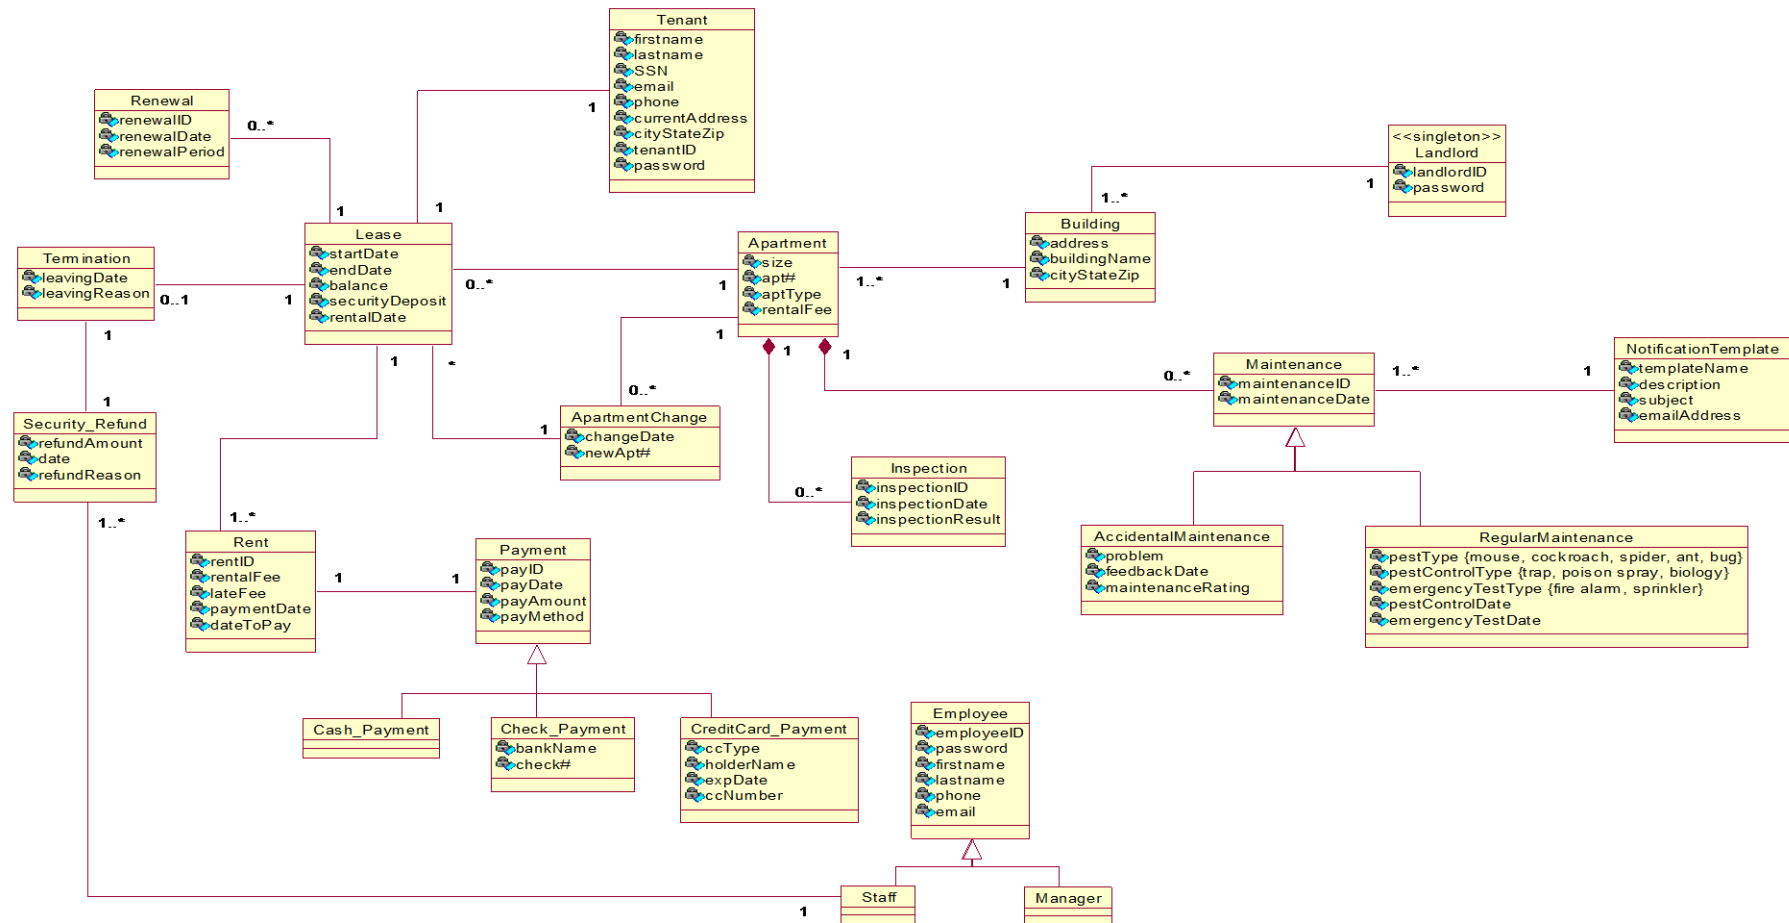 Tenant
firstname
lastname
SSN
email
phone
currentAddress
cityStateZip
tenantID
password
1
1
Renewal
renewalID
renewalDate
renewalPeriod
0..*
1
<<singleton>>
Landlord
landlordID
password
1
1..*
Building
address
buildingName
cityStateZip
1
1..*
Lease
startDate
endDate
balance
securityDeposit
rentalDate
0..*
1
Apartment
size
apt#
aptType
rentalFee
Termination
leavingDate
leavingReason
0..1
1
1
1
Security_Refund
refundAmount
date
refundReason
1..*
1
1
0..*
*
1
ApartmentChange
changeDate
newApt#
1
1..*
1
0..*
Maintenance
maintenanceID
maintenanceDate
1..*
1
NotificationTemplate
templateName
description
subject
emailAddress
1
0..*
Inspection
inspectionID
inspectionDate
inspectionResult
AccidentalMaintenance
problem
feedbackDate
maintenanceRating
RegularMaintenance
pestType {mouse, cockroach, spider, ant, bug}
pestControlType {trap, poison spray, biology}
emergencyTestType {fire alarm, sprinkler}
pestControlDate
emergencyTestDate
Rent
rentID
rentalFee
lateFee
paymentDate
dateToPay
1
1
Payment
payID
payDate
payAmount
payMethod
Cash_Payment
Check_Payment
bankName
check#
CreditCard_Payment
ccType
holderName
expDate
ccNumber
Employee
employeeID
password
firstname
lastname
phone
email
Staff
Manager